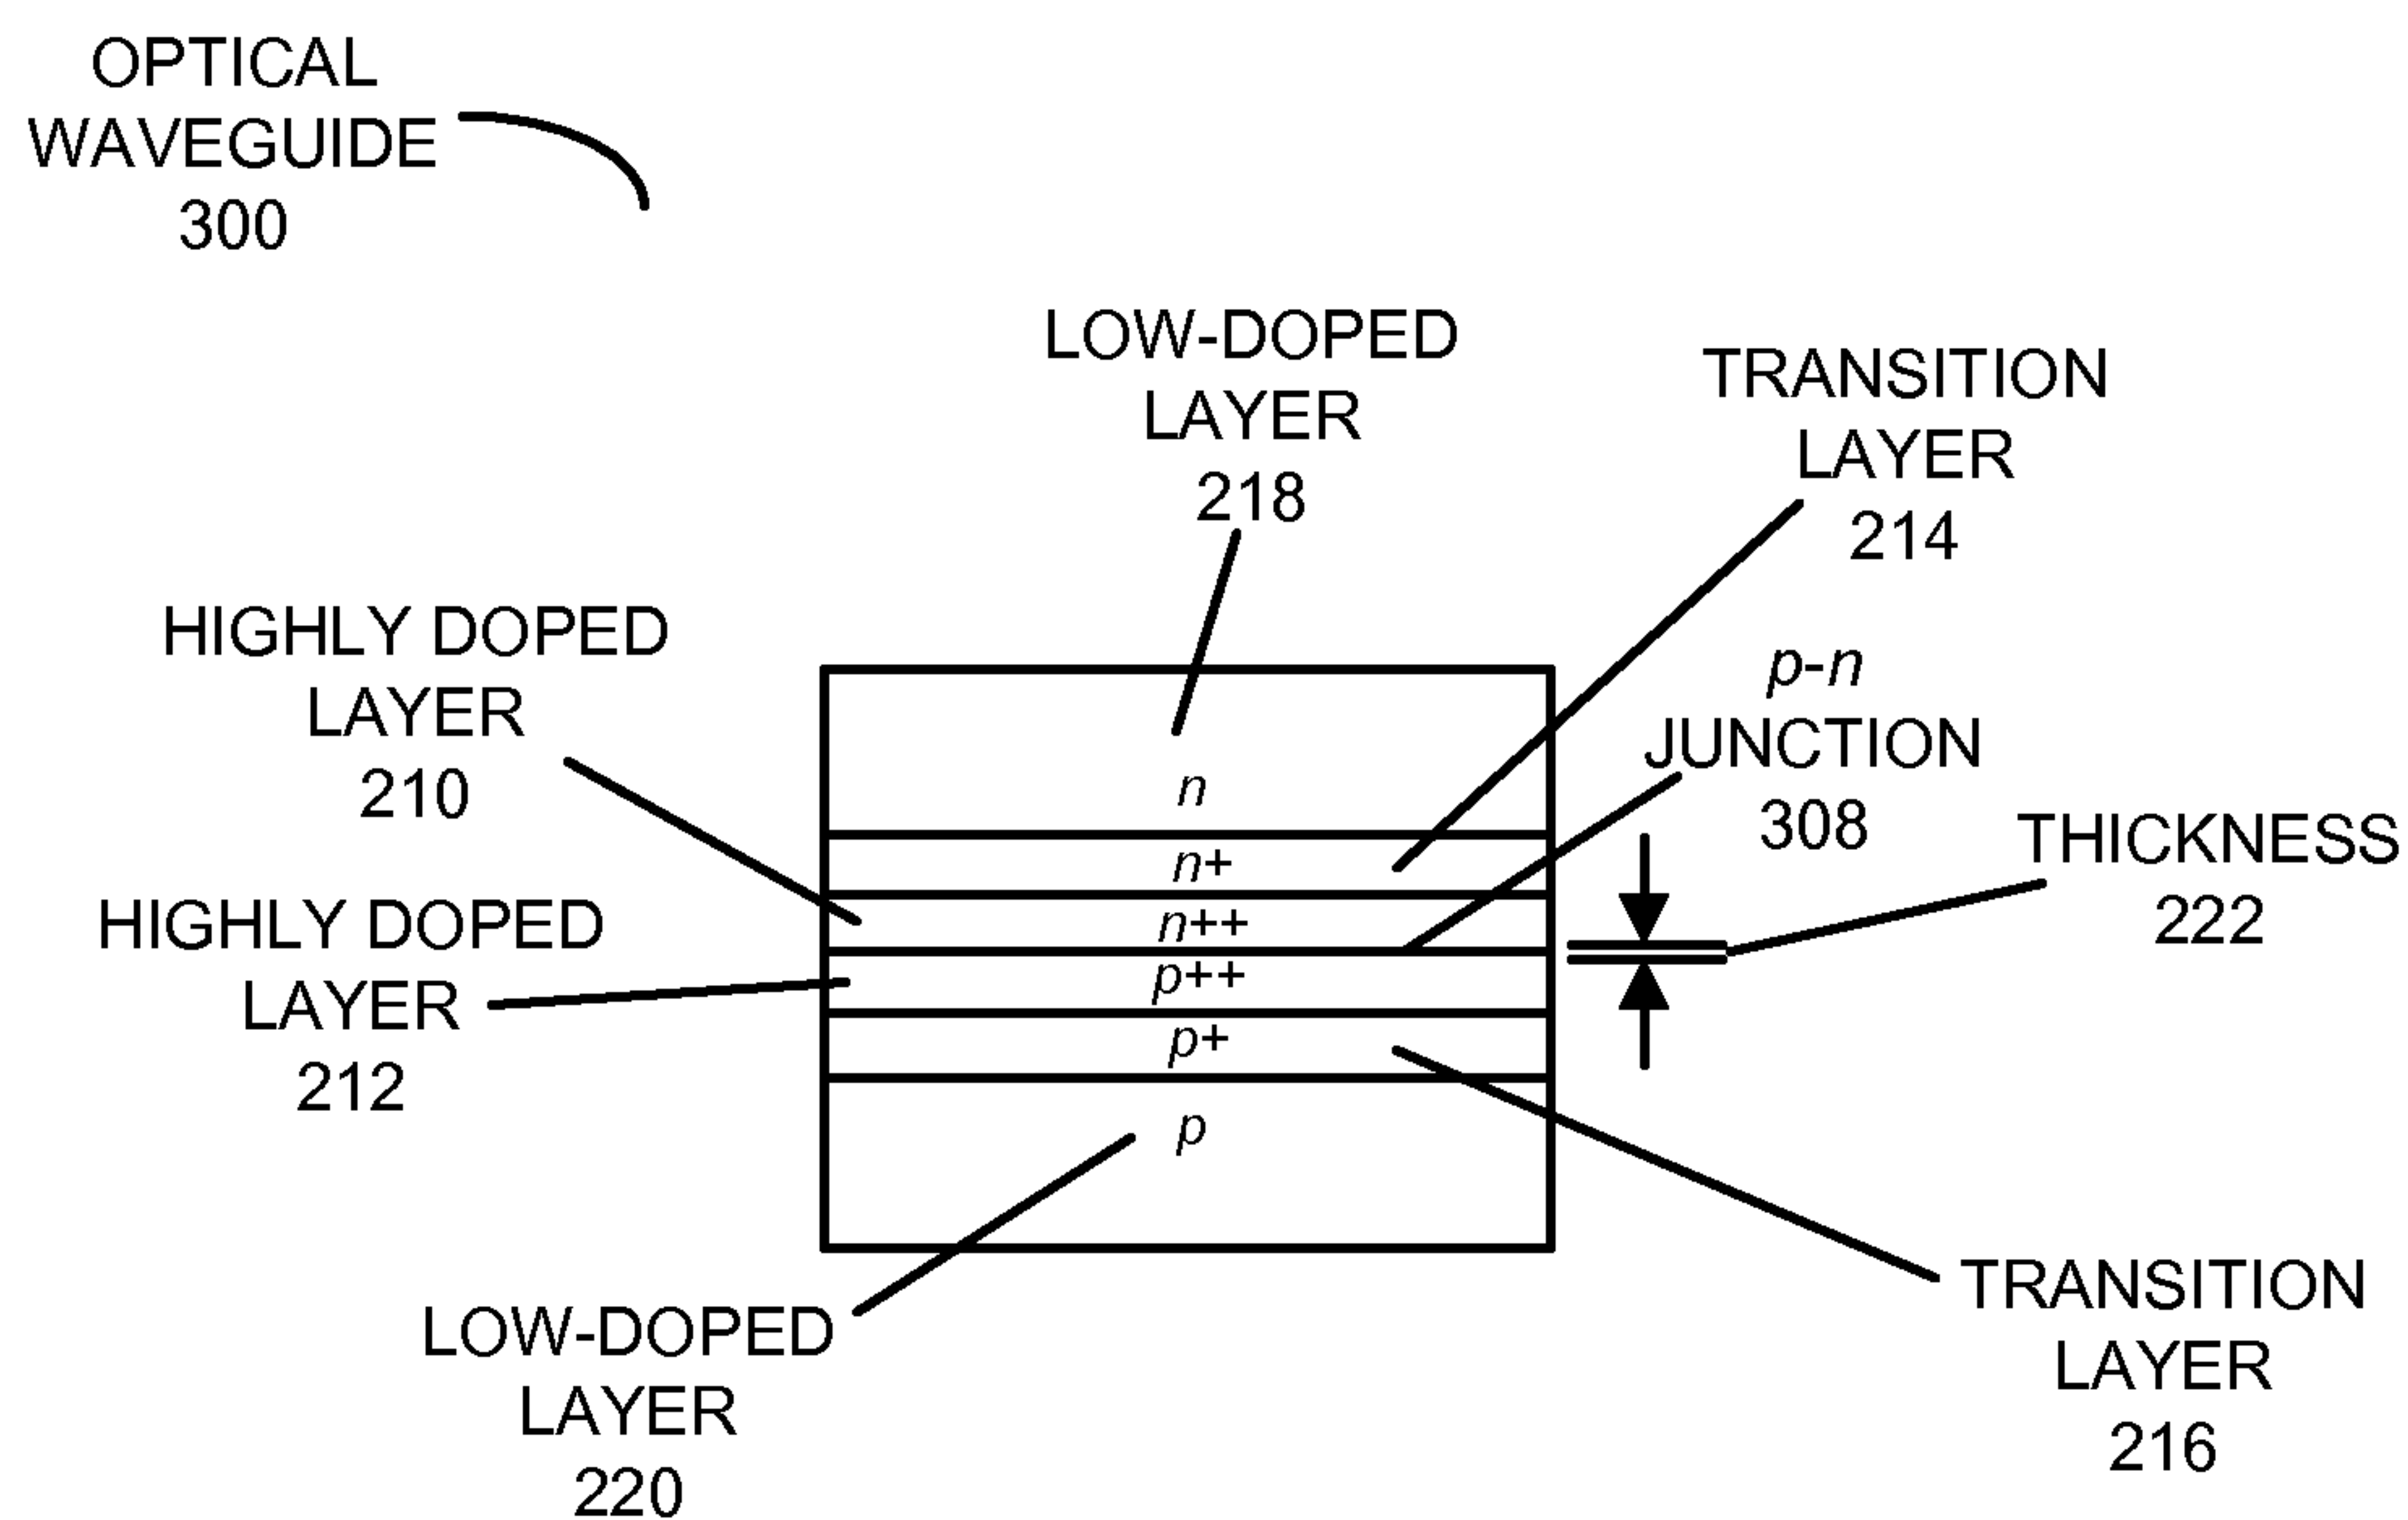 OPTICAL
WAVEGUIDE
300
LOW-DOPED
LAYER
218
TRANSITION
LAYER
214
HIGHLY DOPED
LAYER
210
p-n
JUNCTION
308
THICKNESS
222
HIGHLY DOPED
LAYER
212
n
n+
n++
p++
p+
p
LOW-DOPED
LAYER
220
TRANSITION
LAYER
216